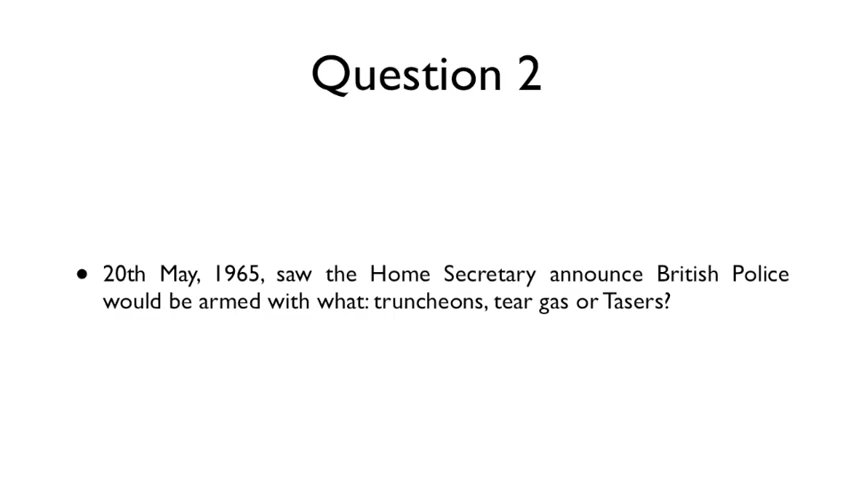 Question 2
• 20th May, 1965, saw the Home Secretary announce British Police
would be armed with what: truncheons, tear gas or Tasers?